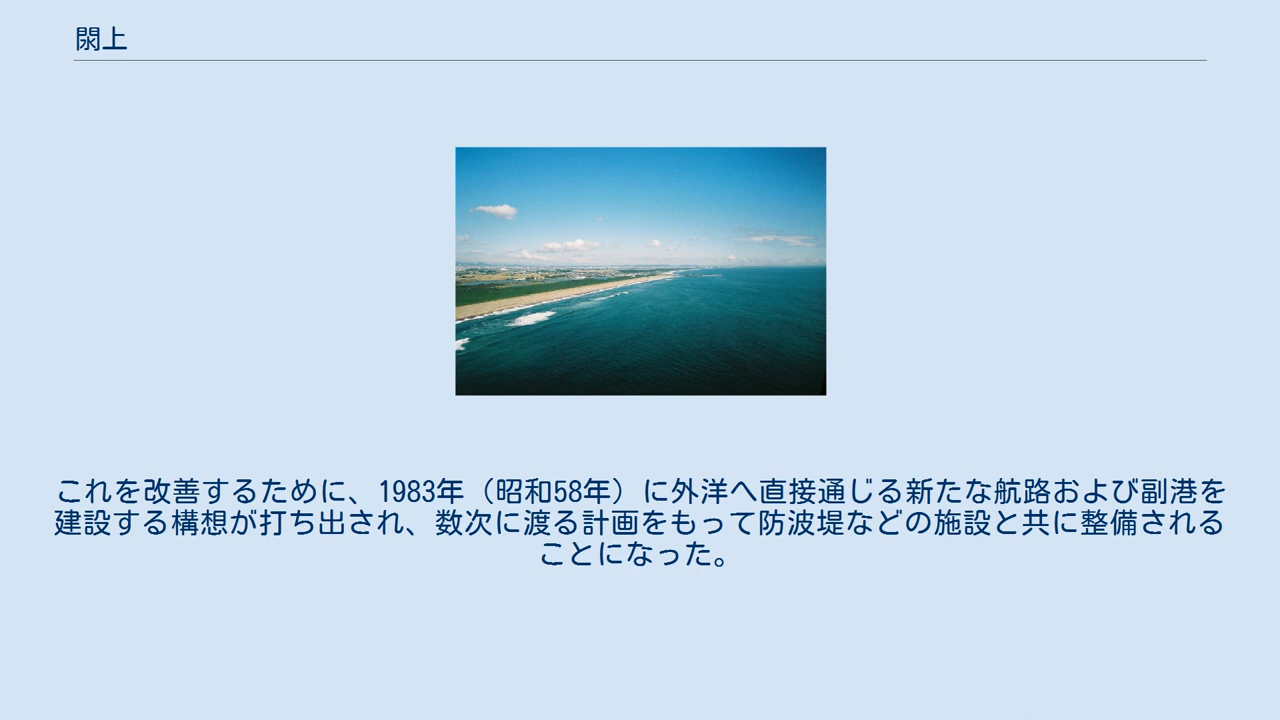 閖上
これを改善するために、1983年（昭和58年）に外洋へ直接通じる新たな航路および副港を
建設する構想が打ち出され、数次に渡る計画をもって防波堤などの施設と共に整備される
ことになった。